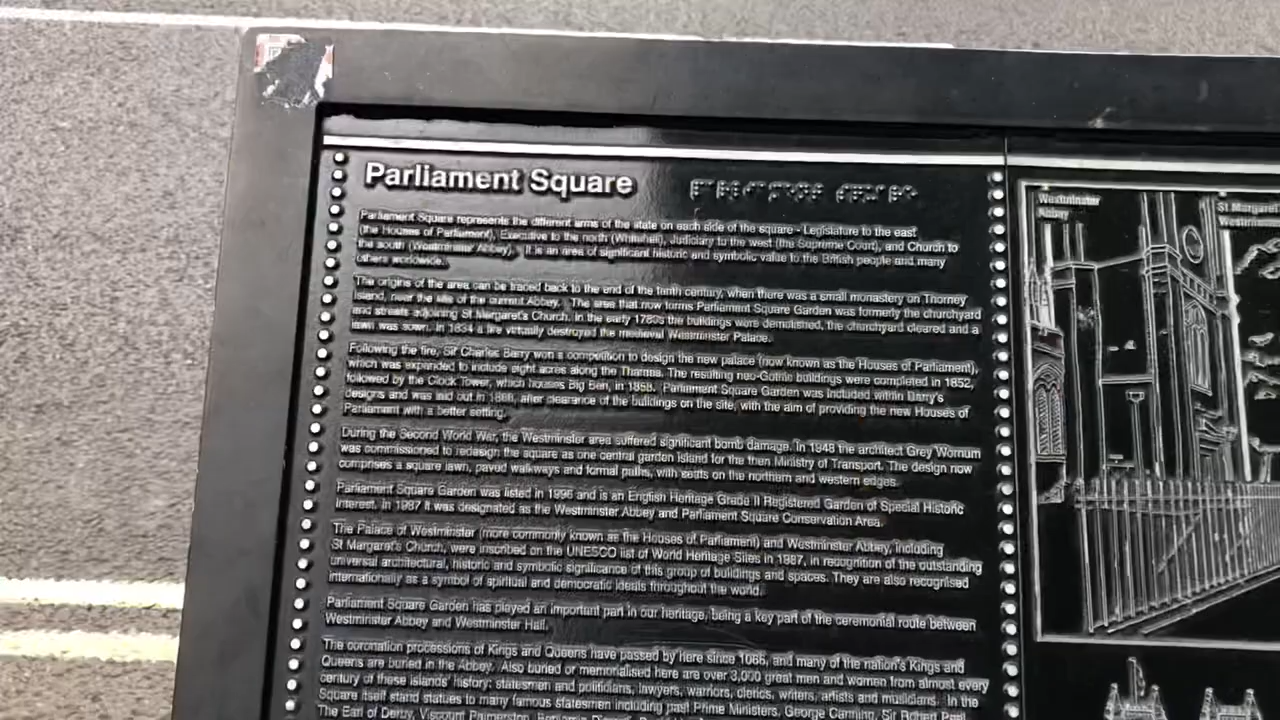 Parliament Square
Parliament Square represents the different arms of the state on each side of the square - Legislature to the east
(the Houses of Parliament), Executive to the north (Whitehall), Judiciary to the west (the Supreme Court), and Church to
the south (Westminster Abbey). It is an area of significant historic and symbolic value to the British people and many
others worldwide.
The origins of the area can be traced back to the end of the tenth century, when there was a small monastery on Thorney
Island, near the site of the current Abbey. The area that now forms Parliament Square Garden was formerly the churchyard
and streets adjoining St Margaret's Church. In the early 1780s the buildings were demolished, the churchyard cleared and a
lawn was sown. In 1834 a fire virtually destroyed the medieval Westminster Palace.
Following the fire, Sir Charles Barry won a competition to design the new palace (now known as the Houses of Parliament),
which was expanded to include eight acres along the Thames. The resulting neo-Gothic buildings were completed in 1852,
followed by the Clock Tower, which houses Big Ben, in 1858. Parliament Square Garden was included within Barry's
designs and was laid out in 1868, after clearance of the buildings on the site, with the aim of providing the new Houses of
Parliament with a better setting.
During the Second World War, the Westminster area suffered significant bomb damage. In 1948 the architect Grey Wornum
was commissioned to redesign the square as one central garden island for the then Ministry of Transport. The design now
comprises a square lawn, paved walkways and formal paths, with seats on the northern and western edges.
Parliament Square Garden was listed in 1996 and is an English Heritage Grade II Registered Garden of Special Historic
Interest. In 1987 it was designated as the Westminster Abbey and Parliament Square Conservation Area.
The Palace of Westminster (more commonly known as the Houses of Parliament) and Westminster Abbey, including
St Margaret's Church, were inscribed on the UNESCO list of World Heritage Sites in 1987, in recognition of the outstanding
universal architectural, historic and symbolic significance of this group of buildings and spaces. They are also recognised
internationally as a symbol of spiritual and democratic ideals throughout the world.
Parliament Square Garden has played an important part in our heritage, being a key part of the ceremonial route between
Westminster Abbey and Westminster Hall.
The coronation processions of Kings and Queens have passed by here since 1066, and many of the nation's Kings and
Queens are buried in the Abbey. Also buried or memorialised here are over 3,000 great men and women from almost every
century of these islands' history: statesmen and politicians, lawyers, warriors, clerics, writers, artists and musicians. In the
Square itself stand statues to many famous statesmen including past Prime Ministers, George Canning, Sir Robert Peel
The Earl of Derby, Viscount Palmerston,
Westminster
Abbey
St Margaret
Westmin